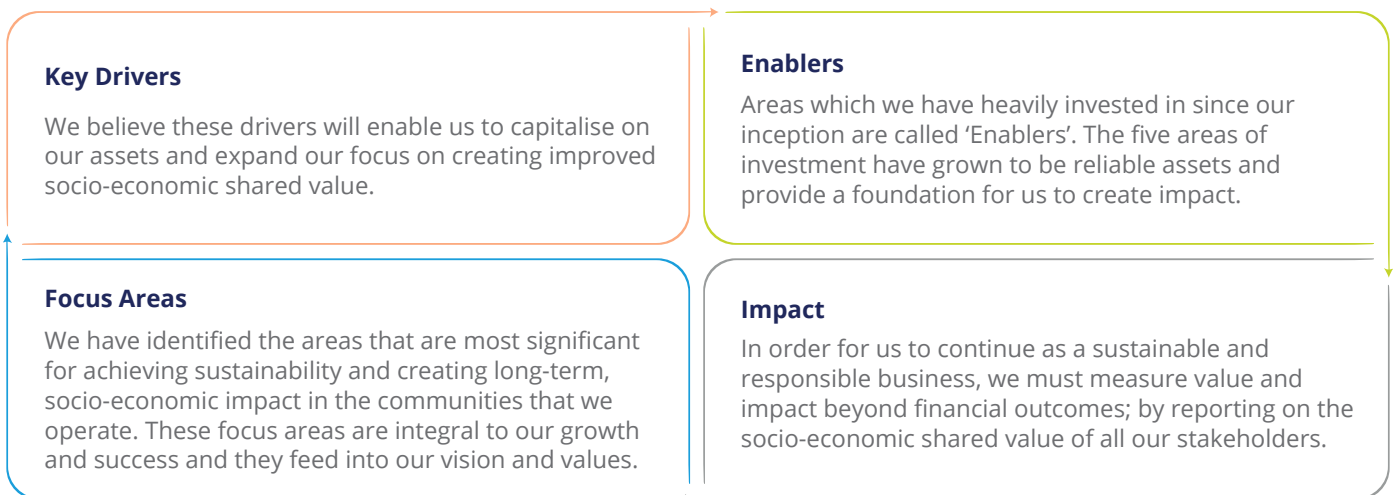 Key Drivers
We believe these drivers will enable us to capitalise on
our assets and expand our focus on creating improved
socio-economic shared value.
Enablers
Areas which we have heavily invested in since our
inception are called ‘Enablers’. The five areas of
investment have grown to be reliable assets and
provide a foundation for us to create impact.
Focus Areas
We have identified the areas that are most significant
for achieving sustainability and creating long-term,
socio-economic impact in the communities that we
operate. These focus areas are integral to our growth
and success and they feed into our vision and values.
Impact
In order for us to continue as a sustainable and
responsible business, we must measure value and
impact beyond financial outcomes; by reporting on the
socio-economic shared value of all our stakeholders.